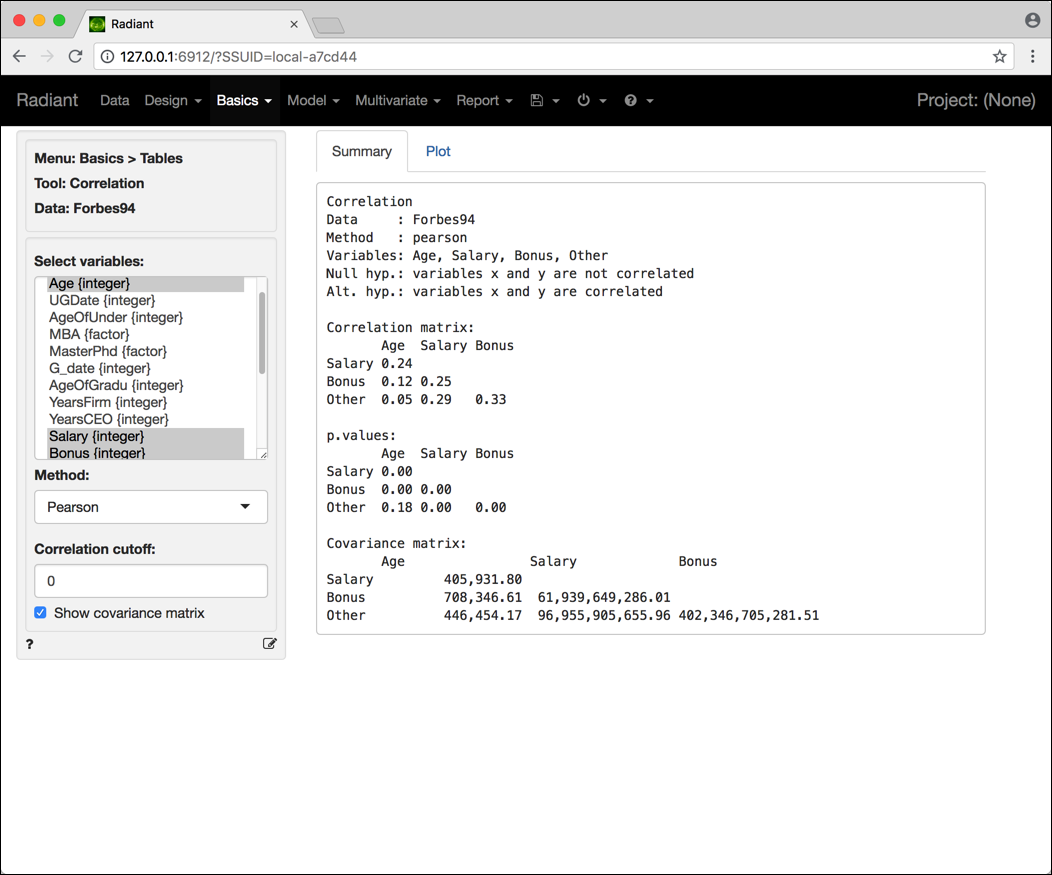 Radiant
127.0.0.1:6912/?SSUID=local-a7cd44
Radiant Data Design Basics Model Multivariate Report Project: (None)
Menu: Basics > Tables
Tool: Correlation
Data: Forbes94
Select variables:
Age {integer}
UGDate {integer}
AgeOfUnder {integer}
MBA {factor}
MasterPhd {factor}
G_date {integer}
AgeOfGradu {integer}
YearsFirm {integer}
YearsCEO {integer}
Salary {integer}
Bonus {integer}
Method:
Pearson
Correlation cutoff:
0
Show covariance matrix
?
Summary Plot
Correlation
Data     : Forbes94
Method   : pearson
Variables: Age, Salary, Bonus, Other
Null hyp.: variables x and y are not correlated
Alt. hyp.: variables x and y are correlated
Correlation matrix:
       Age  Salary Bonus
Salary 0.24
Bonus  0.12 0.25
Other  0.05 0.29   0.33
p.values:
       Age  Salary Bonus
Salary 0.00
Bonus  0.00 0.00
Other  0.18 0.00   0.00
Covariance matrix:
       Age                Salary             Bonus
Salary         405,931.80
Bonus          708,346.61  61,939,649,286.01
Other          446,454.17  96,955,905,655.96 402,346,705,281.51